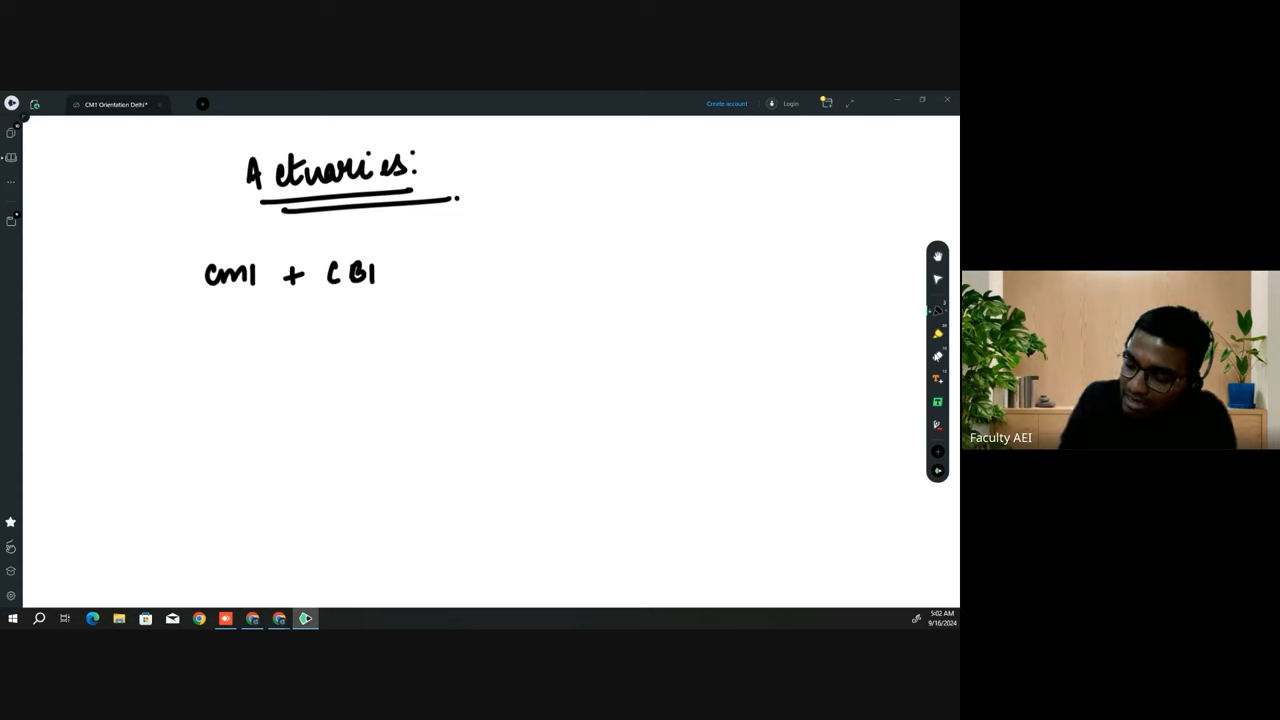 CM1 Orientation Delhi*
Create account
Login
Actuaries:
CM1 + CB1
Faculty AEI
5:02 AM
9/16/2024